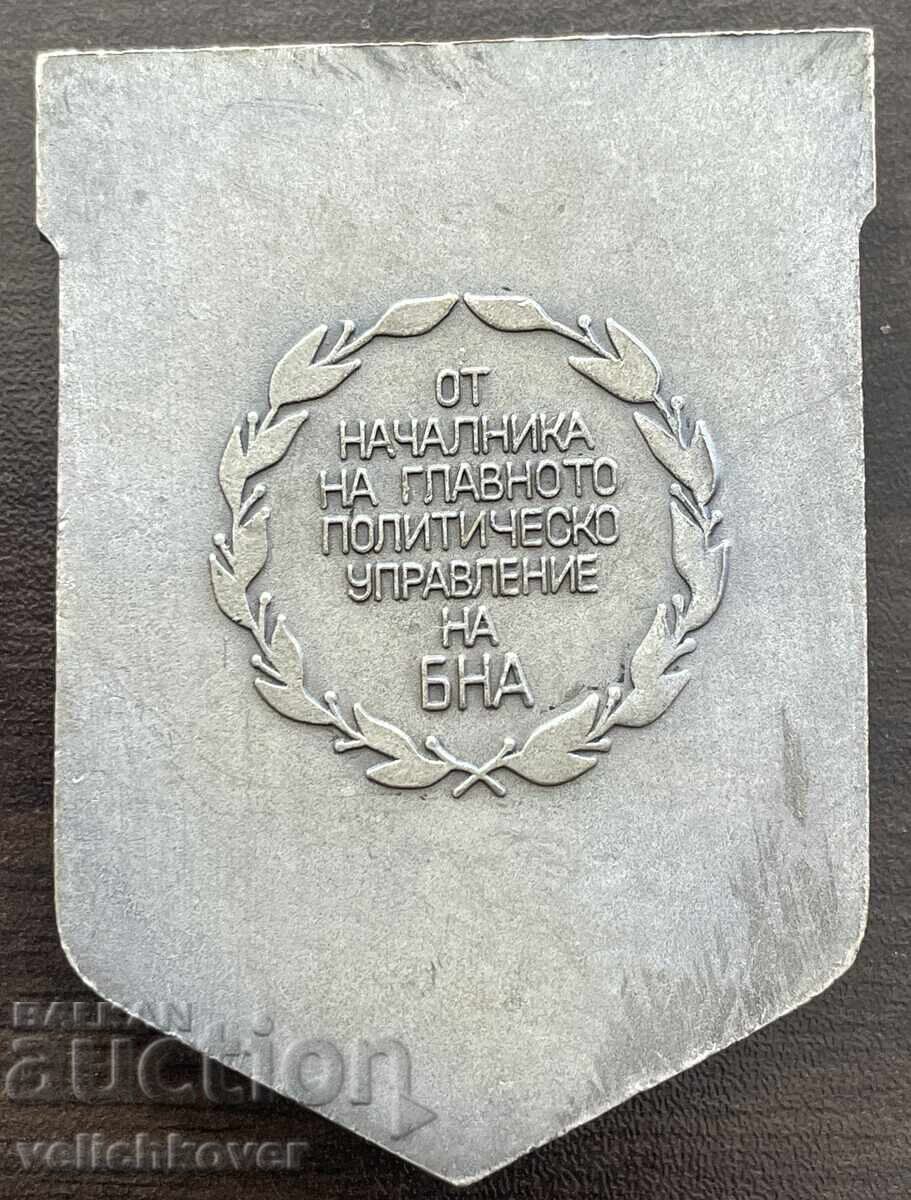 ОТ
НАЧАЛНИКА
НА ГЛАВНОТО
ПОЛИТИЧЕСКО
УПРАВЛЕНИЕ
НА
БНА
BALKAN
auction
velichkover